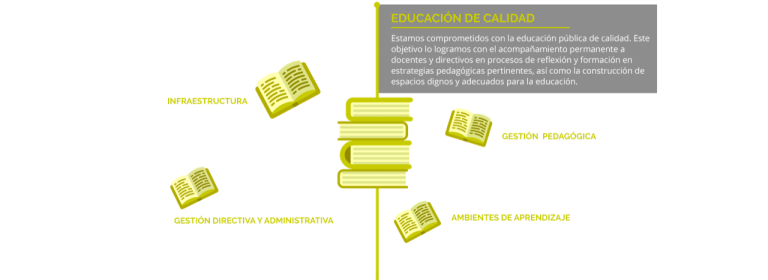 EDUCACIÓN DE CALIDAD
Estamos comprometidos con la educación pública de calidad. Este
objetivo lo logramos con el acompañamiento permanente a
docentes y directivos en procesos de reflexión y formación en
estrategias pedagógicas pertinentes, así como la construcción de
espacios dignos y adecuados para la educación.
INFRAESTRUCTURA
GESTIÓN PEDAGÓGICA
GESTIÓN DIRECTIVA Y ADMINISTRATIVA
AMBIENTES DE APRENDIZAJE